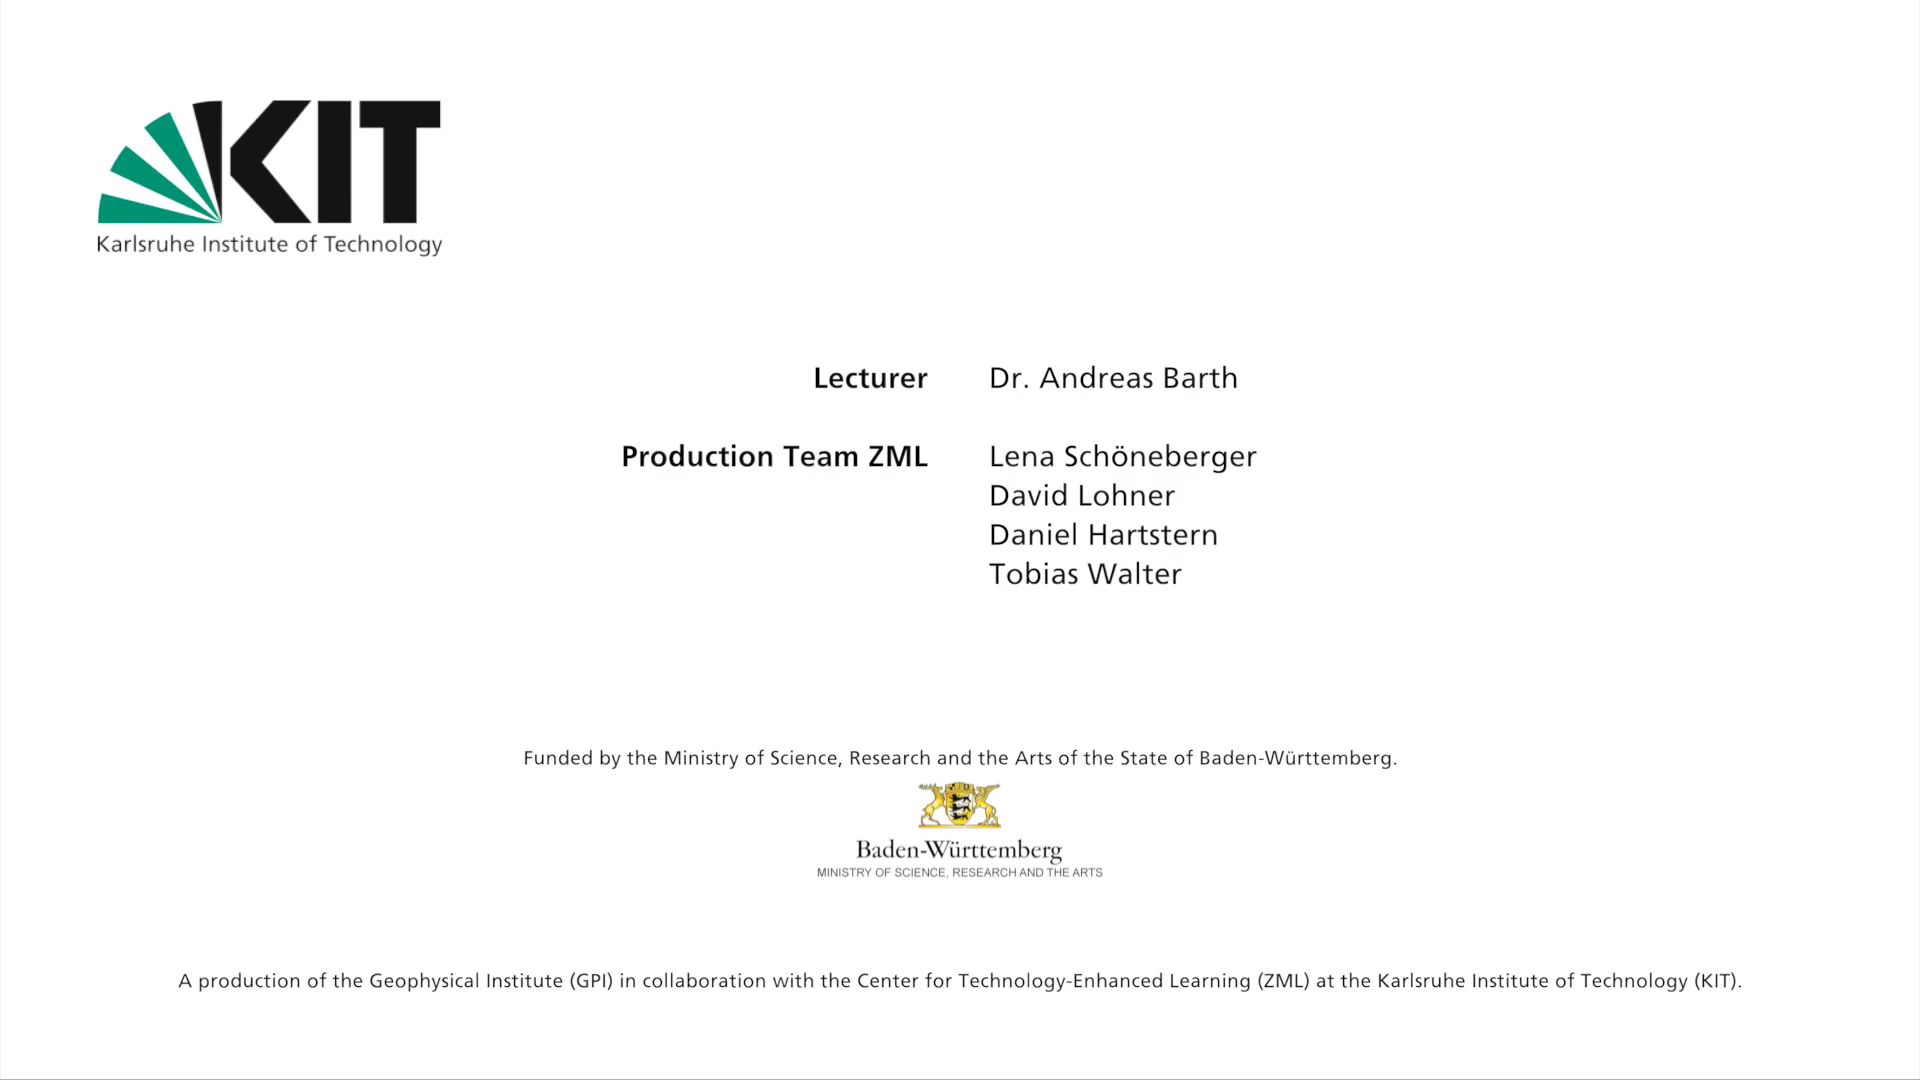 KIT
Karlsruhe Institute of Technology
Lecturer Dr. Andreas Barth
Production Team ZML Lena Schöneberger
David Lohner
Daniel Hartstern
Tobias Walter
Funded by the Ministry of Science, Research and the Arts of the State of Baden-Württemberg.
Baden-Württemberg
MINISTRY OF SCIENCE, RESEARCH AND THE ARTS
A production of the Geophysical Institute (GPI) in collaboration with the Center for Technology-Enhanced Learning (ZML) at the Karlsruhe Institute of Technology (KIT).